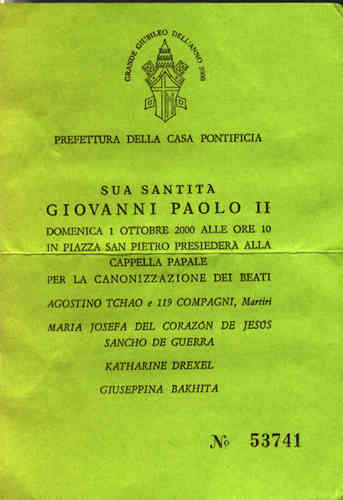 GRANDE GIUBILEO DELL'ANNO 2000
PREFETTURA DELLA CASA PONTIFICIA
SUA SANTITÀ
GIOVANNI PAOLO II
DOMENICA 1 OTTOBRE 2000 ALLE ORE 10
IN PIAZZA SAN PIETRO PRESIEDERÀ ALLA
CAPPELLA PAPALE
PER LA CANONIZZAZIONE DEI BEATI
AGOSTINO TCHAO e 119 COMPAGNI, Martiri
MARIA JOSEFA DEL CORAZÓN DE JESÚS
SANCHO DE GUERRA
KATHARINE DREXEL
GIUSEPPINA BAKHITA
No 53741